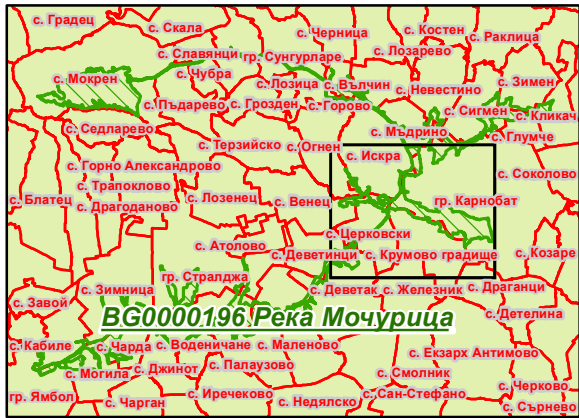 с. Градец
с. Скала
с. Черница
с. Костен
с. Раклица
с. Славянци
гр. Сунгурларе
с. Лозарево
с. Мокрен
с. Чубра
с. Лозица
с. Вълчин
с. Невестино
с. Зимен
с. Пъдарево
с. Грозден
с. Горово
с. Сигмен
с. Кликач
с. Седларево
с. Мъдрино
с. Глумче
с. Терзийско
с. Огнен
с. Искра
с. Горно Александрово
с. Соколово
с. Трапоклово
с. Блатец
с. Драгоданово
с. Лозенец
с. Венец
гр. Карнобат
с. Церковски
с. Атолово
с. Деветинци
с. Крумово градище
с. Козаре
гр. Стралджа
с. Зимница
с. Деветак
с. Железник
с. Драганци
с. Завой
BG0000196 Река Мочурица
с. Детелина
с. Кабиле
с. Чарда
с. Воденичане
с. Маленово
с. Екзарх Антимово
с. Могила
с. Джинот
с. Палаузово
с. Смолник
гр. Ямбол
с. Чарган
с. Иречеково
с. Недялско
с. Сан-Стефано
с. Черково
с. Сърнево